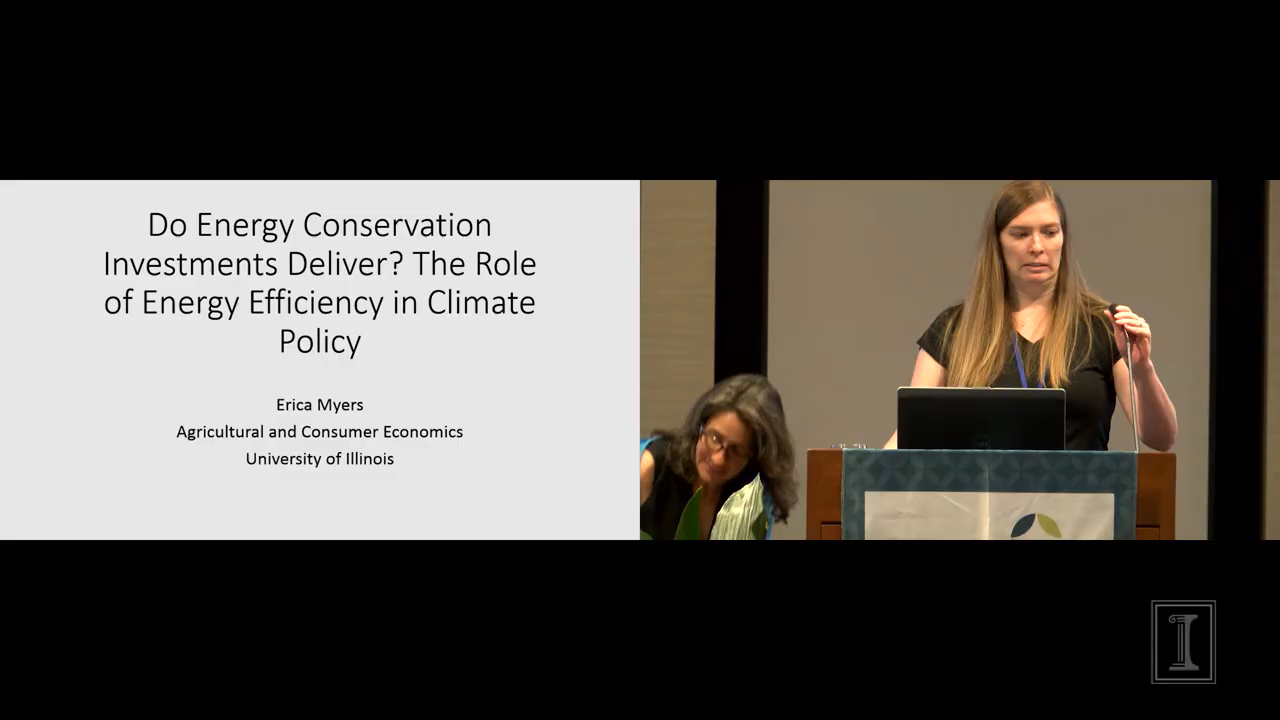 Do Energy Conservation
Investments Deliver? The Role
of Energy Efficiency in Climate
Policy
Erica Myers
Agricultural and Consumer Economics
University of Illinois